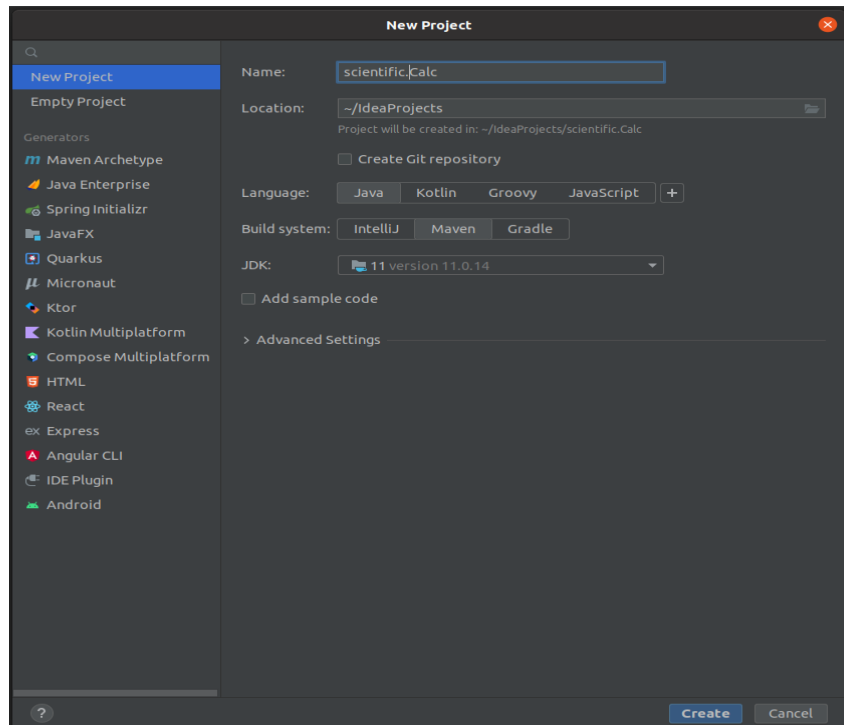 New Project
New Project
Empty Project
Generators
m Maven Archetype
Java Enterprise
Spring Initializr
JavaFX
Quarkus
μ Micronaut
Ktor
Kotlin Multiplatform
Compose Multiplatform
5 HTML
React
ex Express
A Angular CLI
IDE Plugin
Android
Name: scientific.Calc
Location: ~/IdeaProjects
Project will be created in: ~/IdeaProjects/scientific.Calc
Create Git repository
Language: Java Kotlin Groovy JavaScript +
Build system: IntelliJ Maven Gradle
JDK: 11 version 11.0.14
Add sample code
> Advanced Settings
? Create Cancel